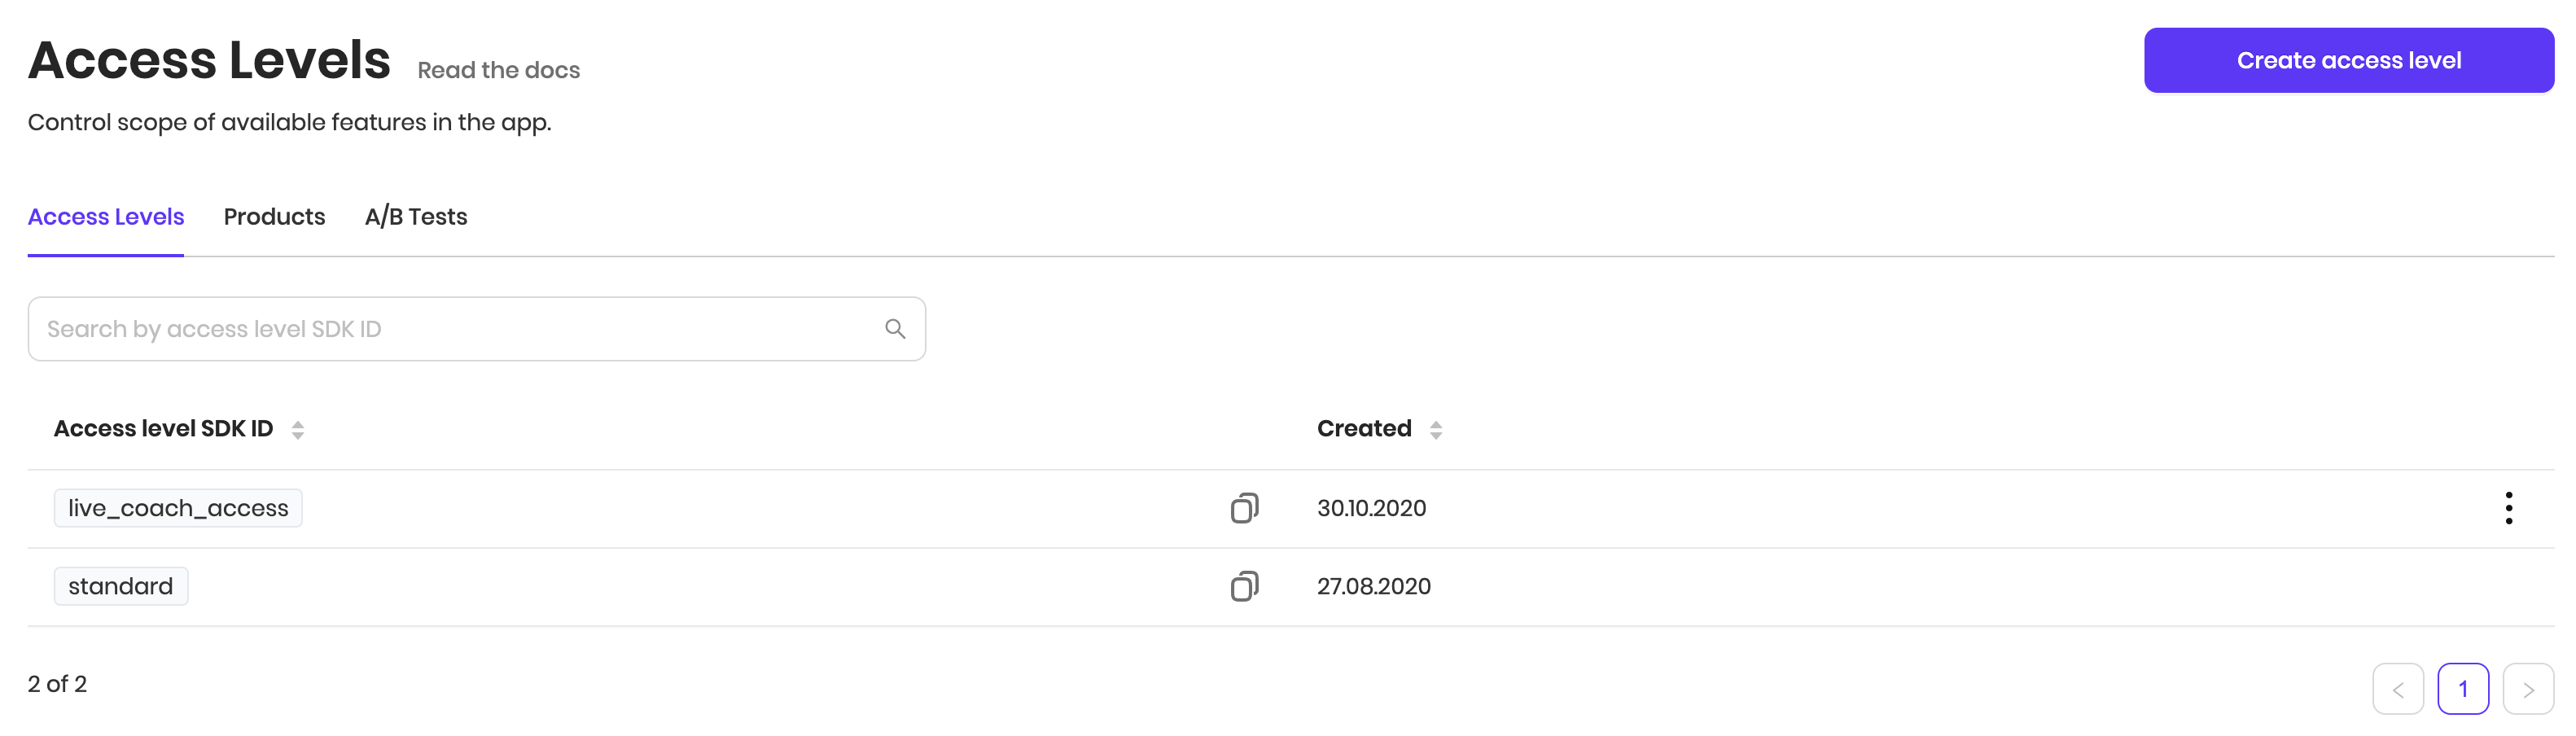 Access Levels Read the docs
Create access level
Control scope of available features in the app.
Access Levels Products A/B Tests
Search by access level SDK ID
Access level SDK ID Created
live_coach_access 30.10.2020
standard 27.08.2020
2 of 2
< 1 >